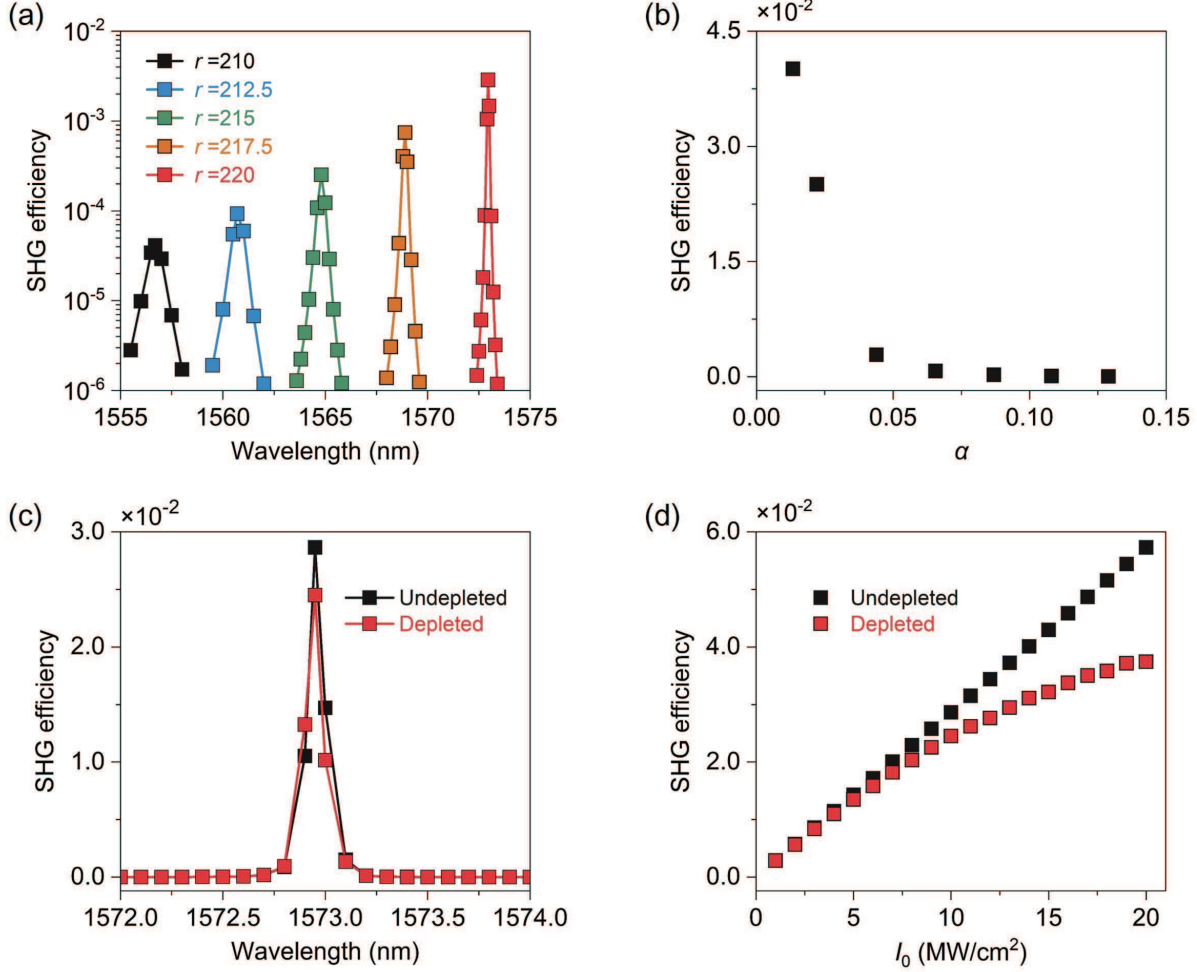 (a)
SHG efficiency
10⁻²
10⁻³
10⁻⁴
10⁻⁵
10⁻⁶
r =210
r =212.5
r =215
r =217.5
r =220
1555 1560 1565 1570 1575
Wavelength (nm)
(b)
×10⁻²
SHG efficiency
4.5
3.0
1.5
0.0
0.00 0.05 0.10 0.15
α
(c)
×10⁻²
SHG efficiency
3.0
2.0
1.0
0.0
Undepleted
Depleted
1572.0 1572.5 1573.0 1573.5 1574.0
Wavelength (nm)
(d)
×10⁻²
SHG efficiency
6.0
4.0
2.0
0.0
Undepleted
Depleted
0 5 10 15 20
I₀ (MW/cm²)